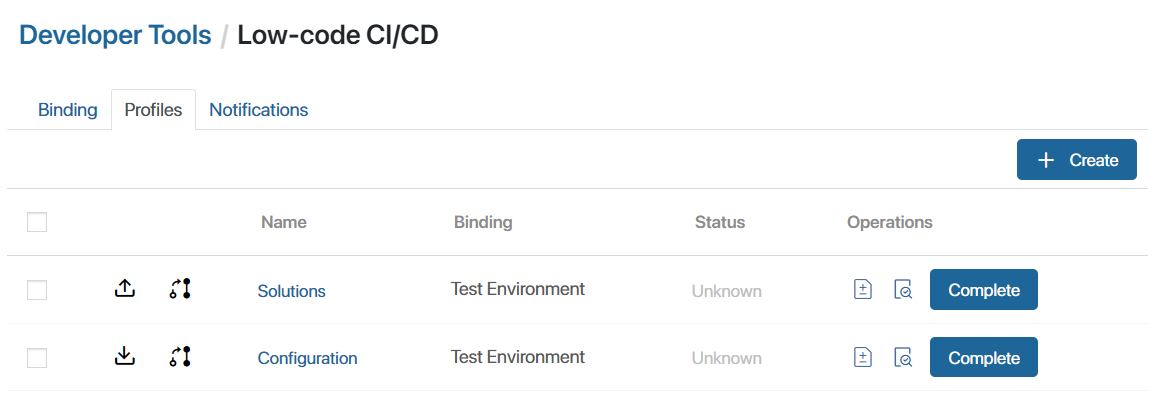 Developer Tools / Low-code CI/CD
Binding Profiles Notifications
+ Create
Name Binding Status Operations
Solutions Test Environment Unknown Complete
Configuration Test Environment Unknown Complete